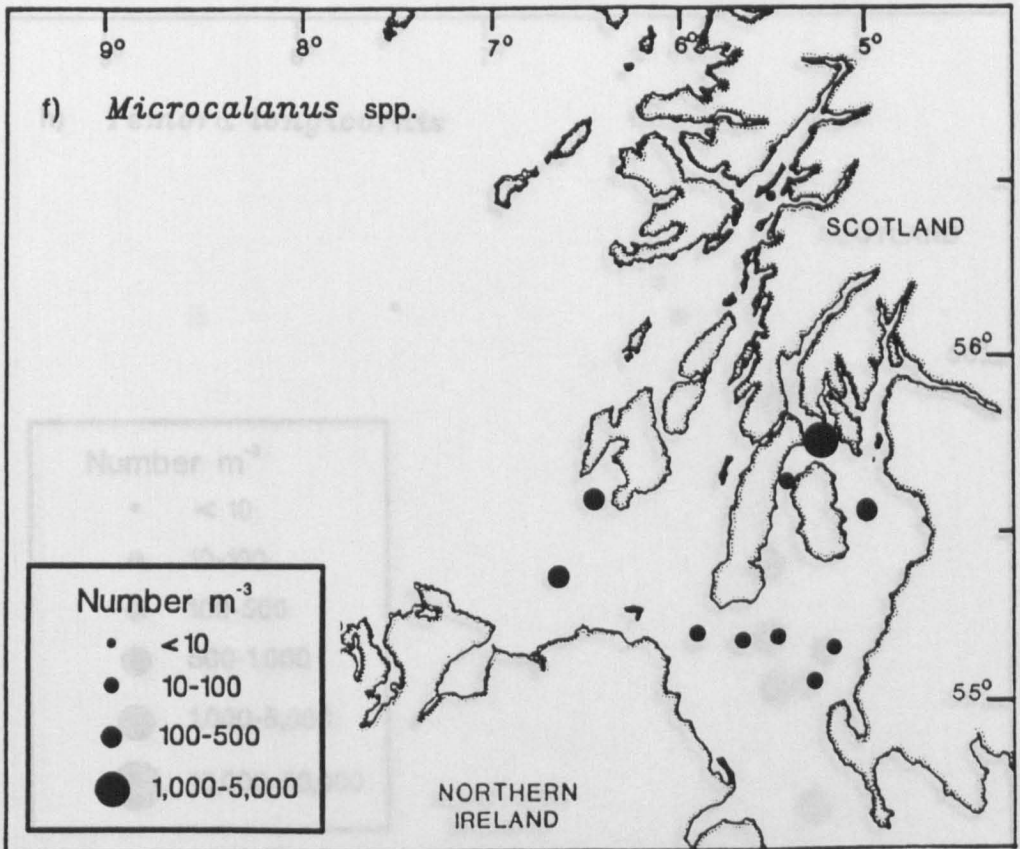 9° 8° 7° 6° 5°
f) Microcalanus spp.
SCOTLAND
56°
Number m⁻³
< 10
10-100
100-500
1,000-5,000
55°
NORTHERN
IRELAND